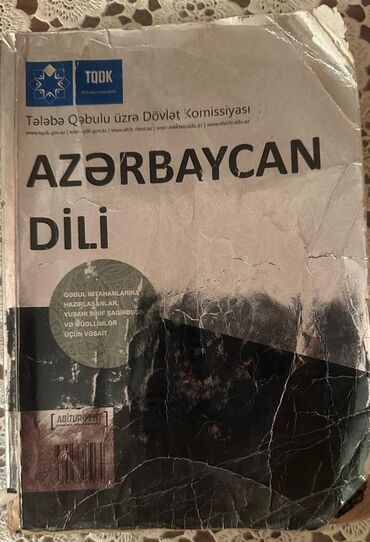 TQDK
Tələbə Qəbulu üzrə Dövlət Komissiyası
AZƏRBAYCAN
DİLİ
QƏBUL İMTAHANLARINA
HAZIRLAŞANLAR,
YUXARI SİNİF ŞAGİRDLƏRİ
VƏ MÜƏLLİMLƏR
ÜÇÜN VƏSAİT
ABİTURİYENT